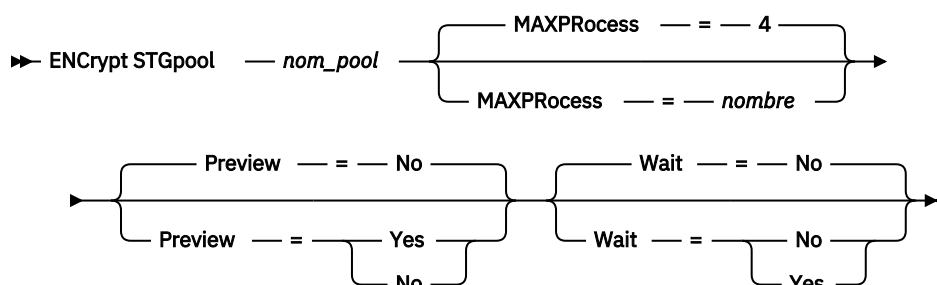 MAXPRocess = 4
ENCrypt STGpool nom_pool
MAXPRocess = nombre
Preview = No Wait = No
Preview = Yes Wait = No
No Yes